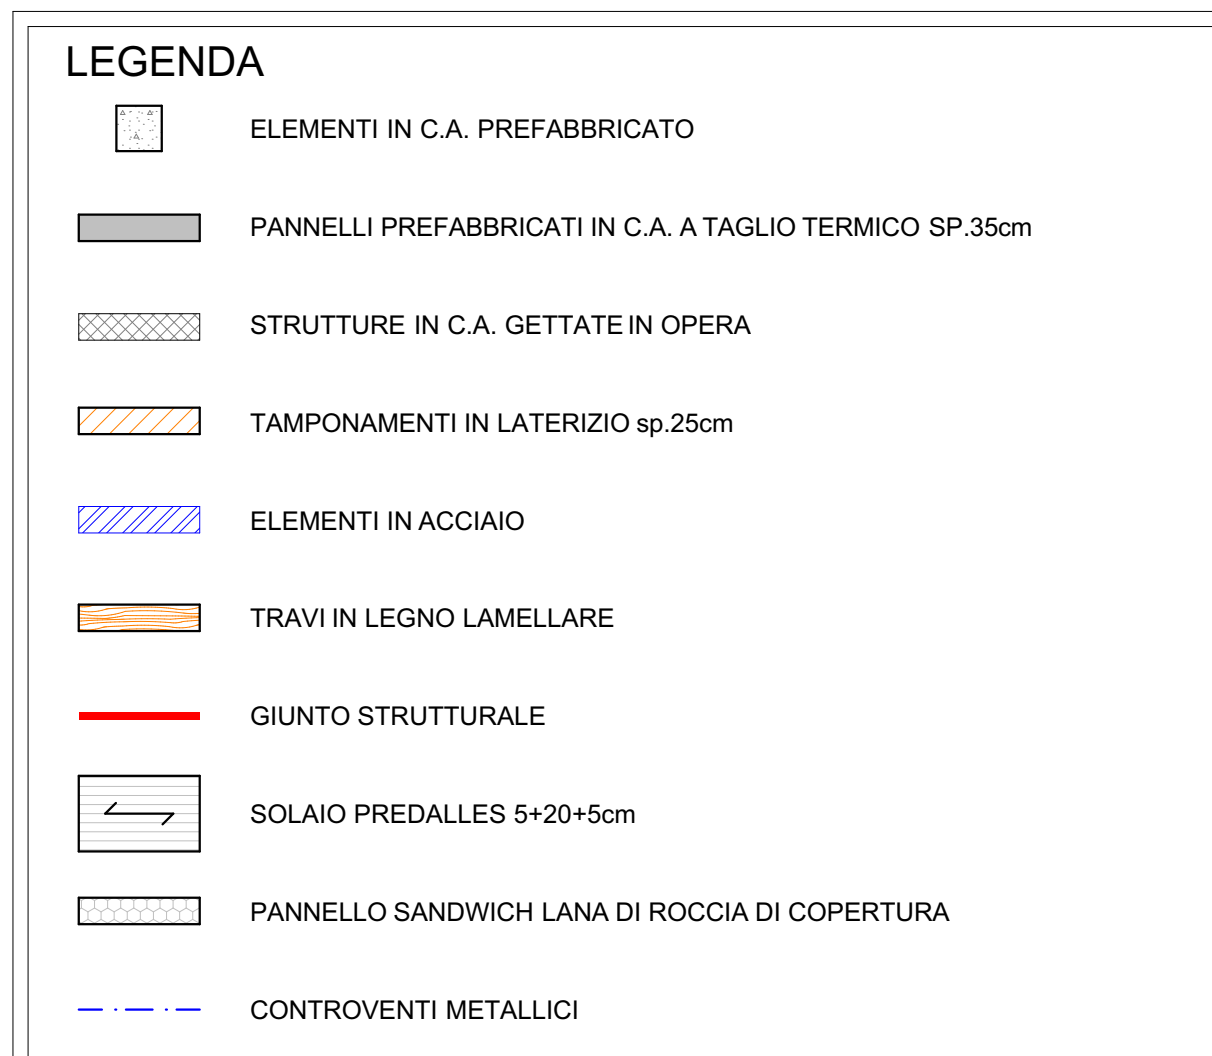 LEGENDA
ELEMENTI IN C.A. PREFABBRICATO
PANNELLI PREFABBRICATI IN C.A. A TAGLIO TERMICO SP.35cm
STRUTTURE IN C.A. GETTATE IN OPERA
TAMPONAMENTI IN LATERIZIO sp.25cm
ELEMENTI IN ACCIAIO
TRAVI IN LEGNO LAMELLARE
GIUNTO STRUTTURALE
SOLAIO PREDALLES 5+20+5cm
PANNELLO SANDWICH LANA DI ROCCIA DI COPERTURA
CONTROVENTI METALLICI